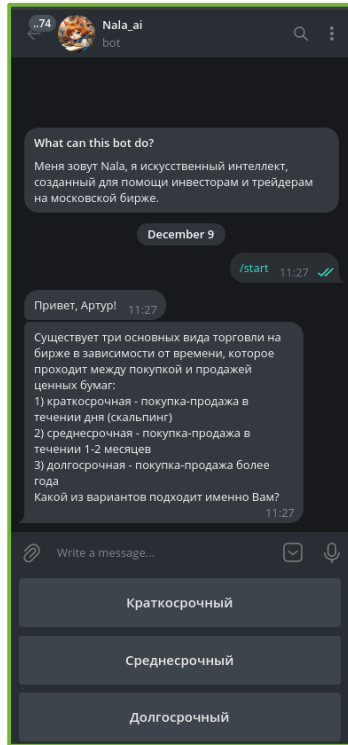 ..74
Nala_ai
bot
What can this bot do?
Меня зовут Nala, я искусственный интеллект,
созданный для помощи инвесторам и трейдерам
на московской бирже.
December 9
/start 11:27
Привет, Артур! 11:27
Существует три основных вида торговли на
бирже в зависимости от времени, которое
проходит между покупкой и продажей
ценных бумаг:
1) краткосрочная - покупка-продажа в
течении дня (скальпинг)
2) среднесрочная - покупка-продажа в
течении 1-2 месяцев
3) долгосрочная - покупка-продажа более
года
Какой из вариантов подходит именно Вам?
11:27
Write a message...
Краткосрочный
Среднесрочный
Долгосрочный